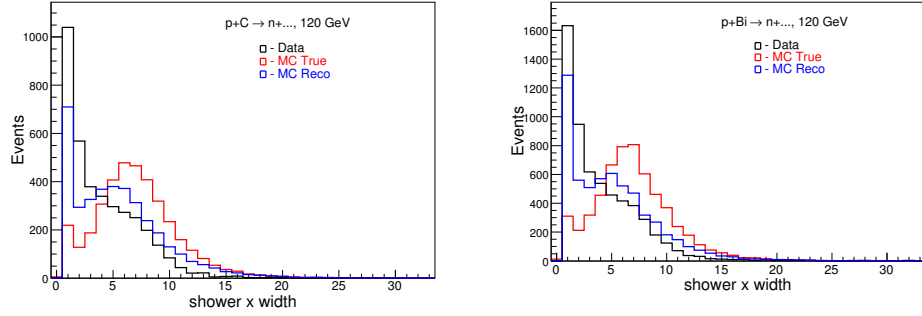 p+C → n+..., 120 GeV
- Data
- MC True
- MC Reco
Events
1000
800
600
400
200
0
0 5 10 15 20 25 30
shower x width
p+Bi → n+..., 120 GeV
- Data
- MC True
- MC Reco
Events
1600
1400
1200
1000
800
600
400
200
0
0 5 10 15 20 25 30
shower x width